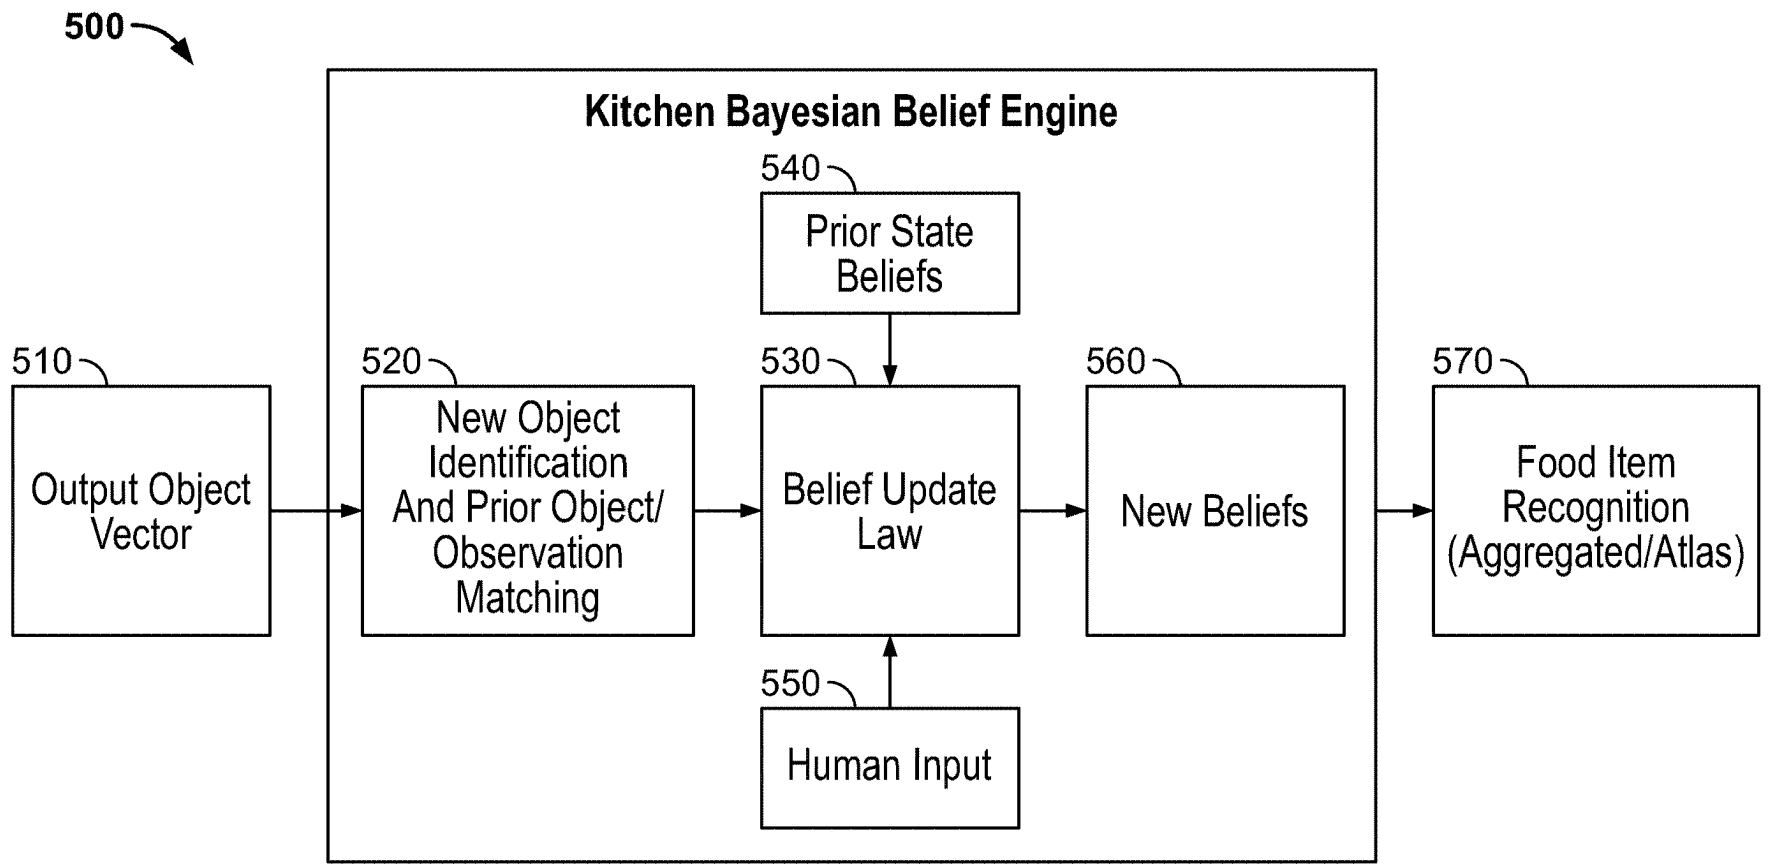 500
Kitchen Bayesian Belief Engine
540
Prior State
Beliefs
510
Output Object
Vector
520
New Object
Identification
And Prior Object/
Observation
Matching
530
Belief Update
Law
560
New Beliefs
570
Food Item
Recognition
(Aggregated/Atlas)
550
Human Input